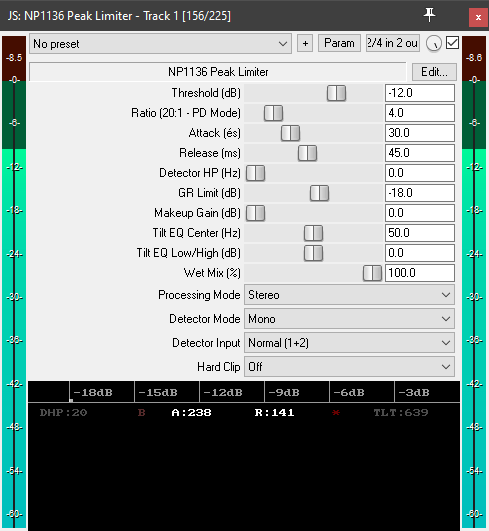 JS: NP1136 Peak Limiter - Track 1 [156/225]
No preset
+
Param
2/4 in 2 ou
-8.5
-8.6
NP1136 Peak Limiter
Edit...
-0-
-0-
Threshold (dB)
-12.0
Ratio (20:1 - PD Mode)
4.0
-6-
-6-
Attack (és)
30.0
Release (ms)
45.0
-12-
-12-
Detector HP (Hz)
0.0
GR Limit (dB)
-18.0
Makeup Gain (dB)
0.0
-18-
-18-
Tilt EQ Center (Hz)
50.0
Tilt EQ Low/High (dB)
0.0
-24-
-24-
Wet Mix (%)
100.0
Processing Mode
Stereo
-30-
-30-
Detector Mode
Mono
-36-
-36-
Detector Input
Normal (1+2)
Hard Clip
Off
-42-
-42-
-18dB
-15dB
-12dB
-9dB
-6dB
-3dB
DHP:20
B
A:238
R:141
*
TLT:639
-48-
-48-
-54-
-54-
-60-
-60-